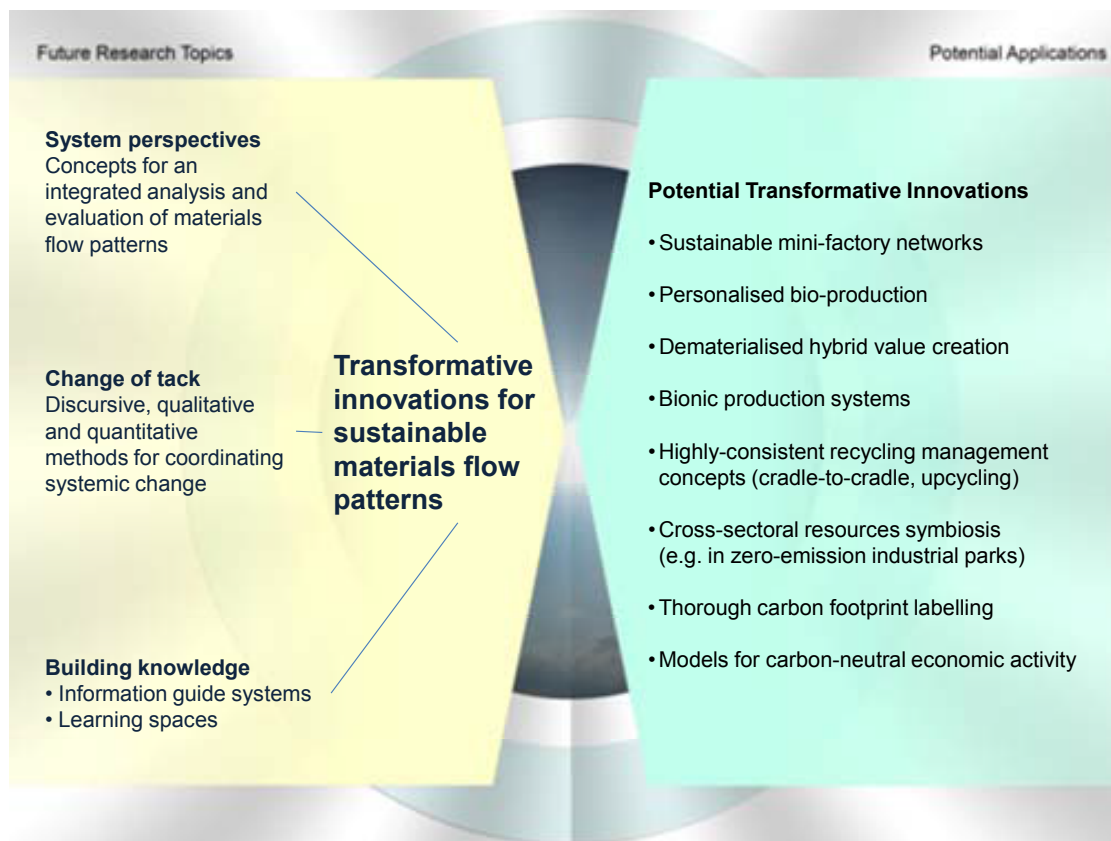 Future Research Topics
Potential Applications
System perspectives
Concepts for an
integrated analysis and
evaluation of materials
flow patterns
Change of tack
Discursive, qualitative
and quantitative
methods for coordinating
systemic change
Building knowledge
• Information guide systems
• Learning spaces
Transformative
innovations for
sustainable
materials flow
patterns
Potential Transformative Innovations
• Sustainable mini-factory networks
• Personalised bio-production
• Dematerialised hybrid value creation
• Bionic production systems
• Highly-consistent recycling management
concepts (cradle-to-cradle, upcycling)
• Cross-sectoral resources symbiosis
(e.g. in zero-emission industrial parks)
• Thorough carbon footprint labelling
• Models for carbon-neutral economic activity